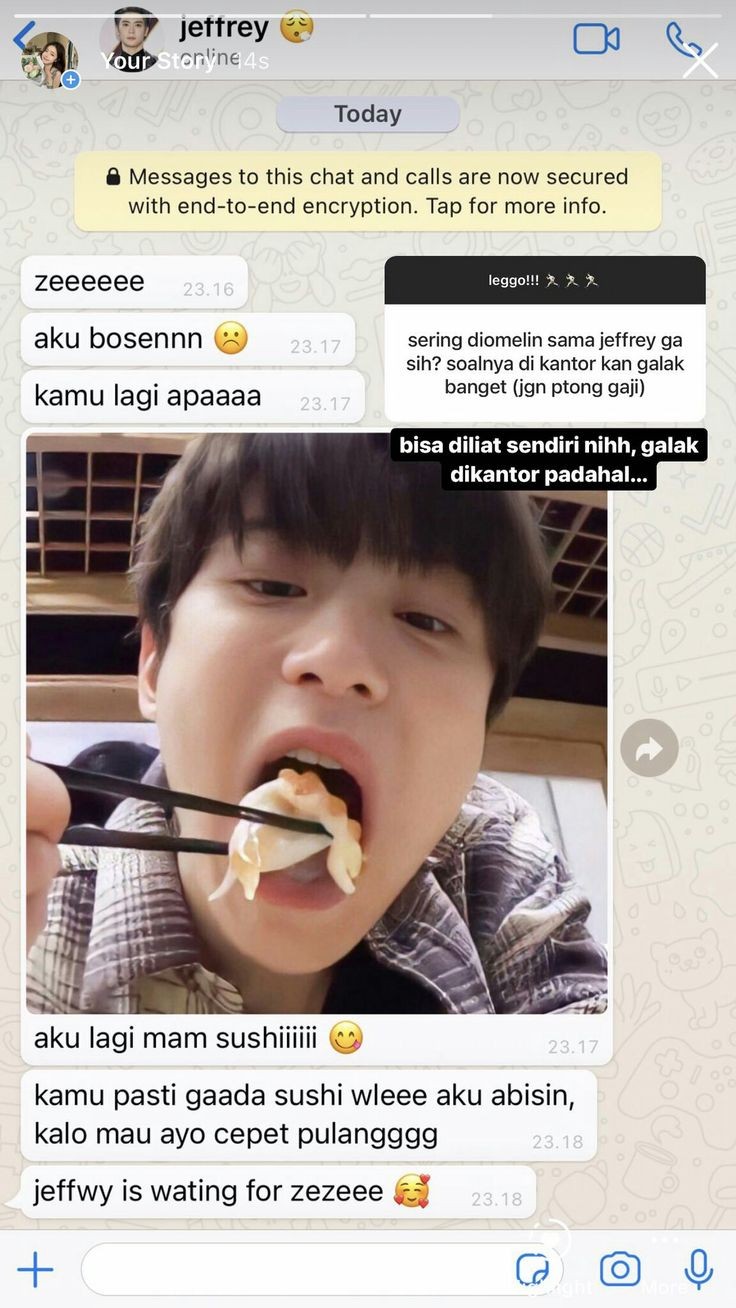 jeffrey 😮‍💨
online
Your Story 14s
Today
🔒 Messages to this chat and calls are now secured
with end-to-end encryption. Tap for more info.
zeeeeee 23.16
aku bosennn ☹️ 23.17
kamu lagi apaaaa 23.17
leggo!!! 🤾🏻🤾🏻🤾🏻
sering diomelin sama jeffrey ga
sih? soalnya di kantor kan galak
banget (jgn ptong gaji)
bisa diliat sendiri nihh, galak
dikantor padahal...
aku lagi mam sushiiiiii 😋 23.17
kamu pasti gaada sushi wleee aku abisin,
kalo mau ayo cepet pulangggg 23.18
jeffwy is wating for zezeee 🥰 23.18
More